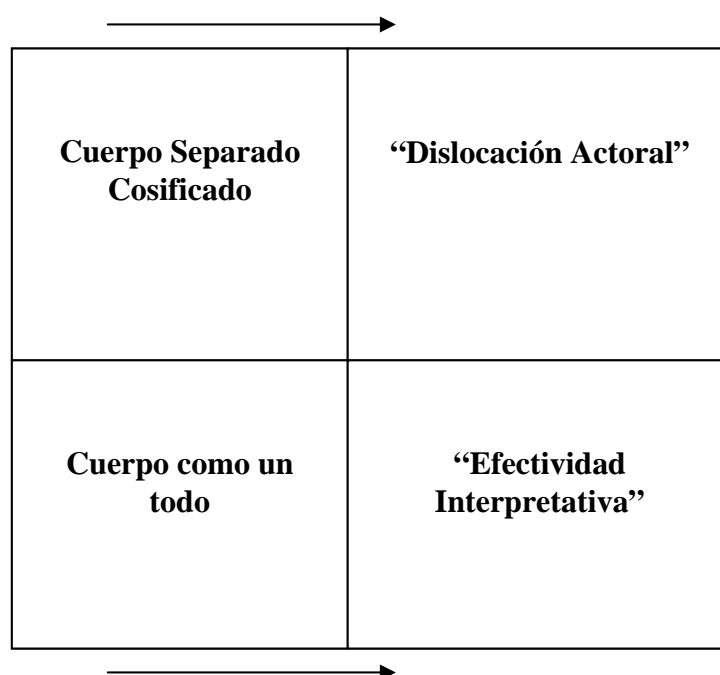 Cuerpo Separado
Cosificado
“Dislocación Actoral”
Cuerpo como un
todo
“Efectividad
Interpretativa”